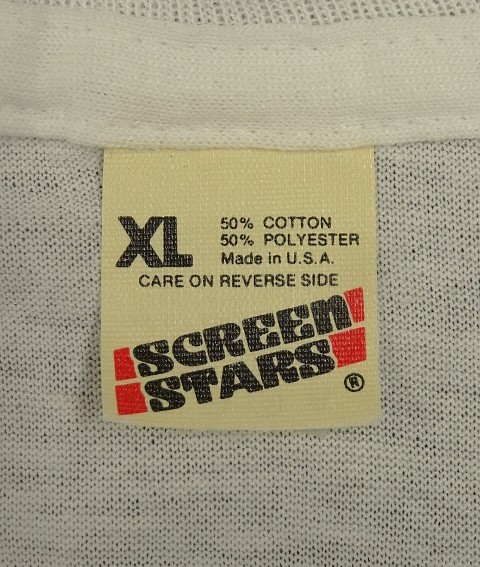 XL
50% COTTON
50% POLYESTER
Made in U.S.A.
CARE ON REVERSE SIDE
SCREEN
STARS
®